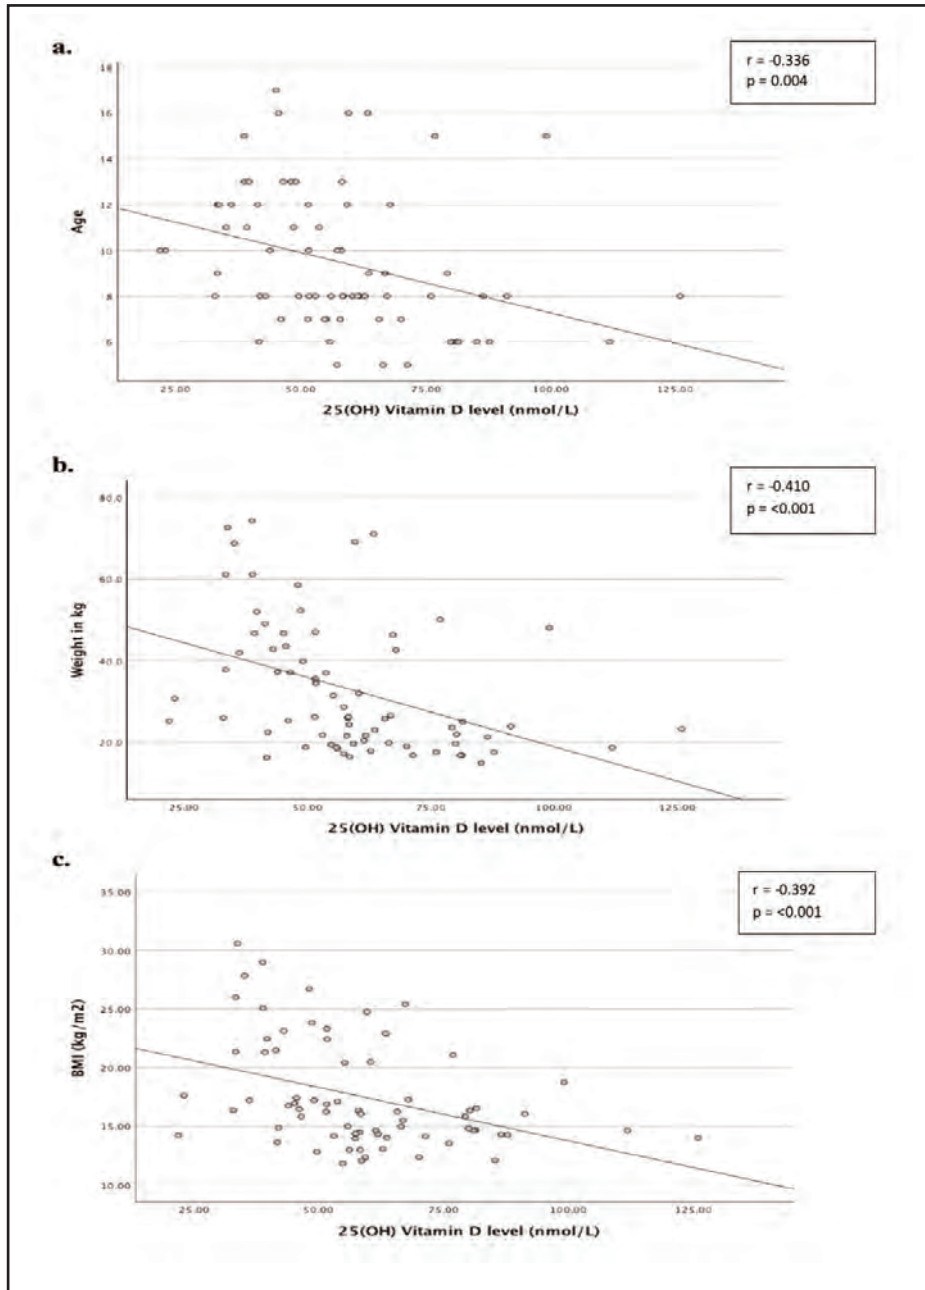 a.
r = -0.336
p = 0.004
18
16
14
12
10
8
6
Age
25.00 50.00 75.00 100.00 125.00
25(OH) Vitamin D level (nmol/L)
b.
r = -0.410
p = <0.001
80.0
60.0
40.0
20.0
Weight in kg
25.00 50.00 75.00 100.00 125.00
25(OH) Vitamin D level (nmol/L)
c.
r = -0.392
p = <0.001
35.00
30.00
25.00
20.00
15.00
10.00
BMI (kg/m2)
25.00 50.00 75.00 100.00 125.00
25(OH) Vitamin D level (nmol/L)